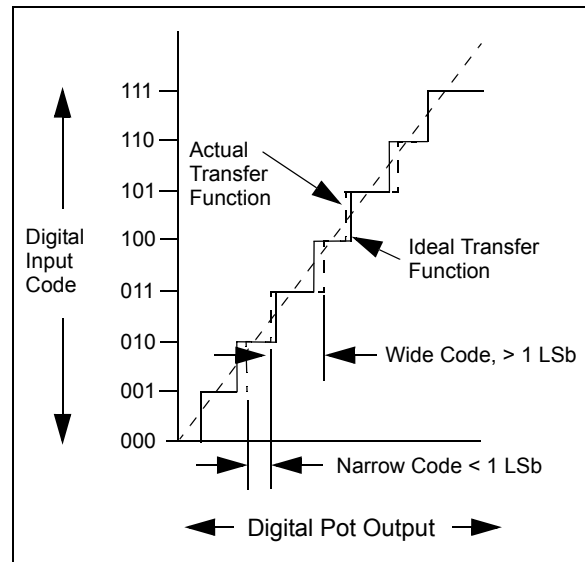 111
110
Actual
Transfer
Function
101
Digital
Input
Code
100
Ideal Transfer
Function
011
010
Wide Code, > 1 LSb
001
000
Narrow Code < 1 LSb
Digital Pot Output